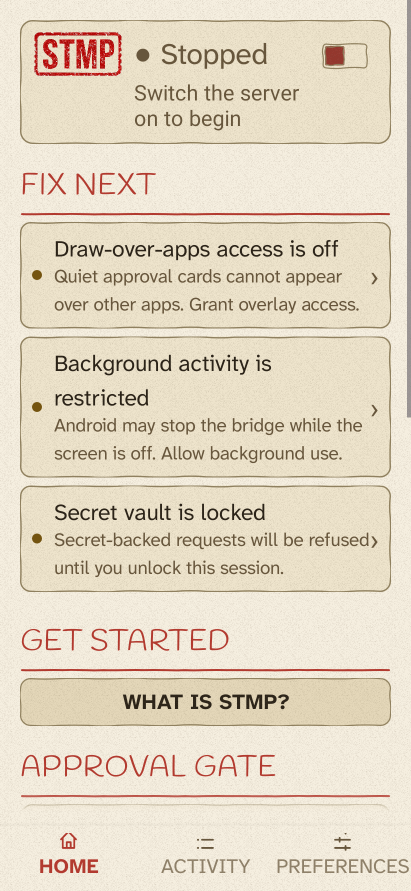 STMP
● Stopped
Switch the server
on to begin
FIX NEXT
Draw-over-apps access is off
Quiet approval cards cannot appear
over other apps. Grant overlay access.
›
Background activity is
restricted
Android may stop the bridge while the
screen is off. Allow background use.
›
Secret vault is locked
Secret-backed requests will be refused
until you unlock this session.
›
GET STARTED
WHAT IS STMP?
APPROVAL GATE
HOME
ACTIVITY
PREFERENCES